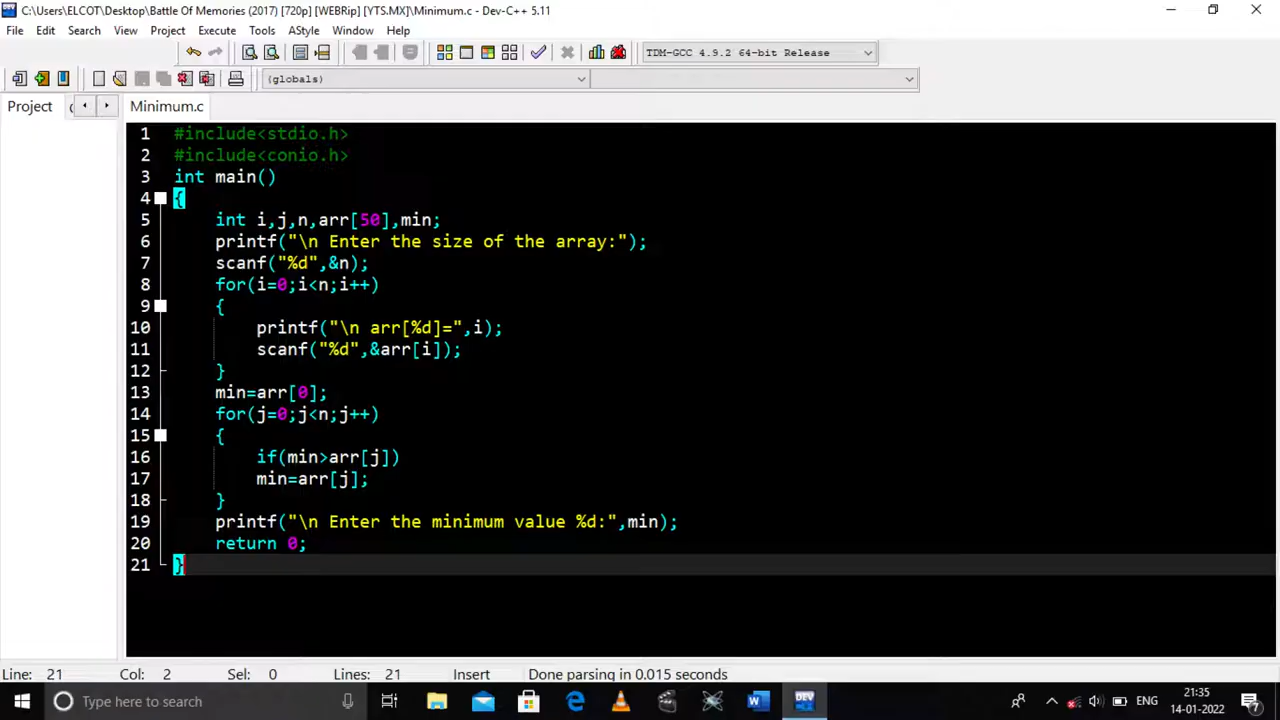 C:\Users\ELCOT\Desktop\Battle Of Memories (2017) [720p] [WEBRip] [YTS.MX]\Minimum.c - Dev-C++ 5.11
File Edit Search View Project Execute Tools AStyle Window Help
TDM-GCC 4.9.2 64-bit Release
(globals)
Project
Minimum.c
1 #include<stdio.h>
2 #include<conio.h>
3 int main()
4 {
5 int i,j,n,arr[50],min;
6 printf("\n Enter the size of the array:");
7 scanf("%d",&n);
8 for(i=0;i<n;i++)
9 {
10 printf("\n arr[%d]=",i);
11 scanf("%d",&arr[i]);
12 }
13 min=arr[0];
14 for(j=0;j<n;j++)
15 {
16 if(min>arr[j])
17 min=arr[j];
18 }
19 printf("\n Enter the minimum value %d:",min);
20 return 0;
21 }
Line: 21 Col: 2 Sel: 0 Lines: 21 Insert Done parsing in 0.015 seconds
Type here to search
W
DEV
ENG
21:35
14-01-2022
7